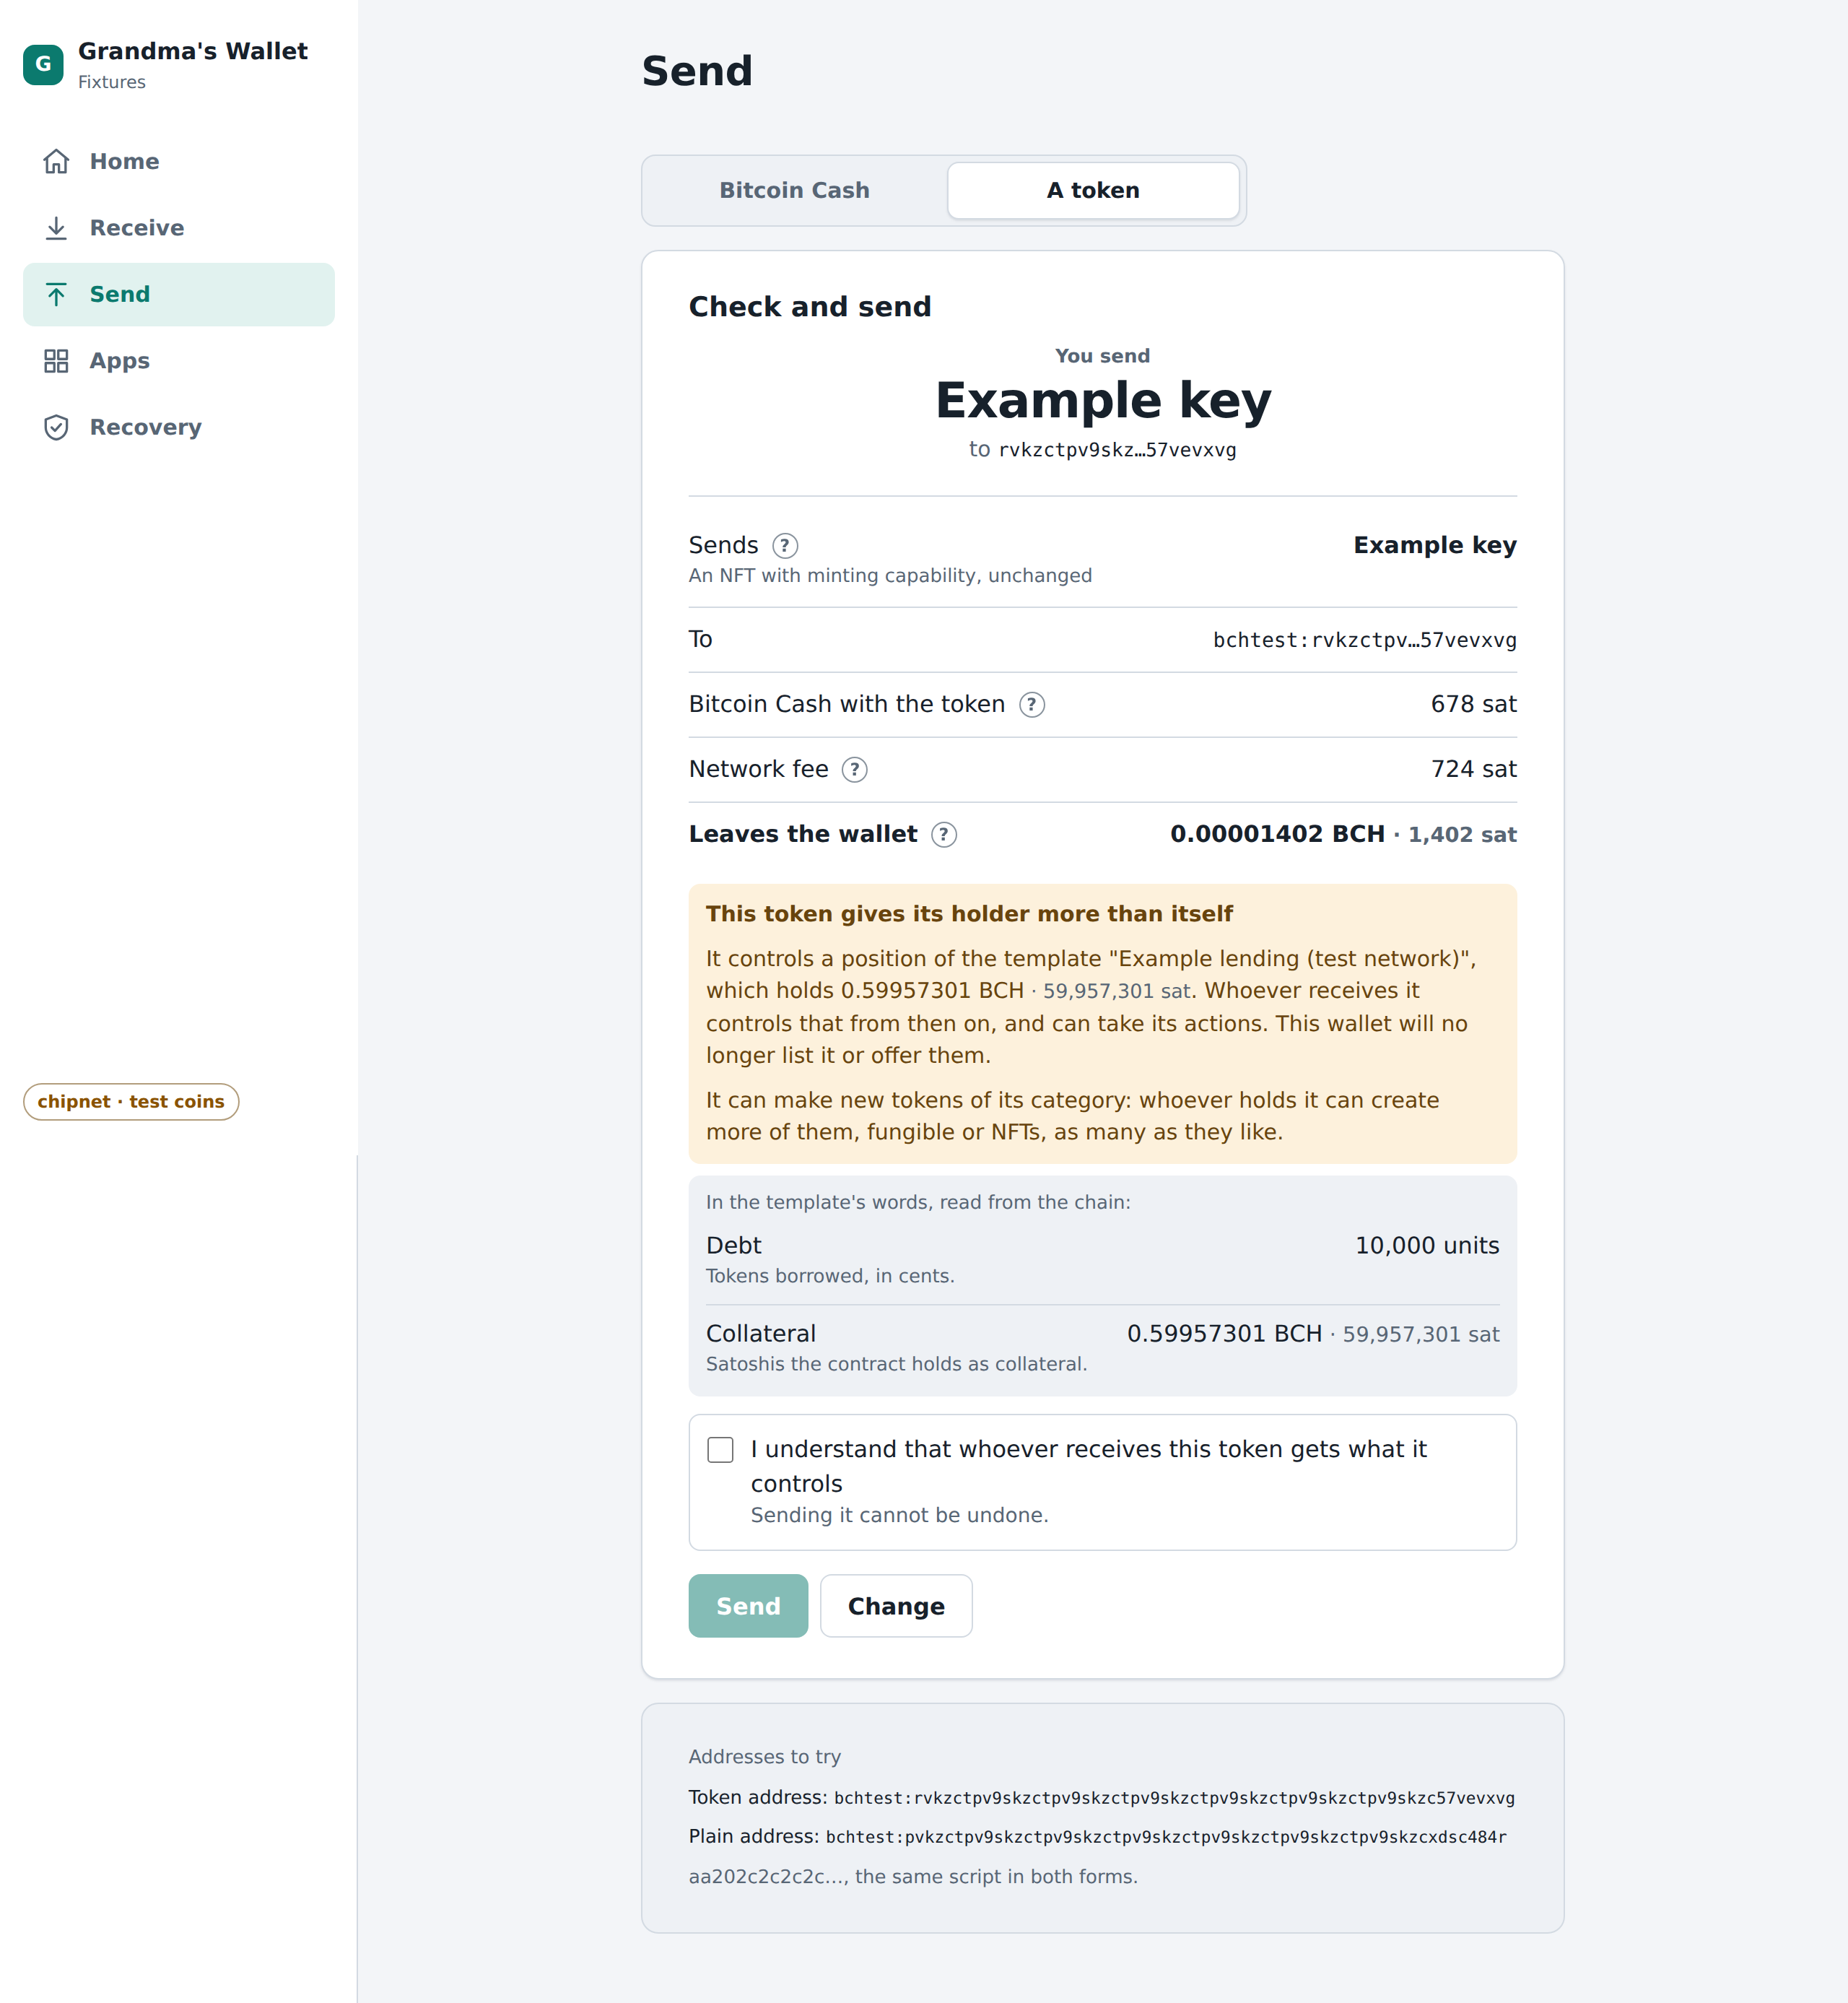 G
Grandma's Wallet
Fixtures
Home
Receive
Send
Apps
Recovery
chipnet · test coins
Send
Bitcoin Cash
A token
Check and send
You send
Example key
to rvkzctpv9skz…57vevxvg
Sends ?
Example key
An NFT with minting capability, unchanged
To
bchtest:rvkzctpv…57vevxvg
Bitcoin Cash with the token ?
678 sat
Network fee ?
724 sat
Leaves the wallet ?
0.00001402 BCH · 1,402 sat
This token gives its holder more than itself
It controls a position of the template "Example lending (test network)",
which holds 0.59957301 BCH · 59,957,301 sat. Whoever receives it
controls that from then on, and can take its actions. This wallet will no
longer list it or offer them.
It can make new tokens of its category: whoever holds it can create
more of them, fungible or NFTs, as many as they like.
In the template's words, read from the chain:
Debt
10,000 units
Tokens borrowed, in cents.
Collateral
0.59957301 BCH · 59,957,301 sat
Satoshis the contract holds as collateral.
I understand that whoever receives this token gets what it
controls
Sending it cannot be undone.
Send
Change
Addresses to try
Token address: bchtest:rvkzctpv9skzctpv9skzctpv9skzctpv9skzctpv9skzctpv9skzc57vevxvg
Plain address: bchtest:pvkzctpv9skzctpv9skzctpv9skzctpv9skzctpv9skzctpv9skzcxdsc484r
aa202c2c2c2c…, the same script in both forms.